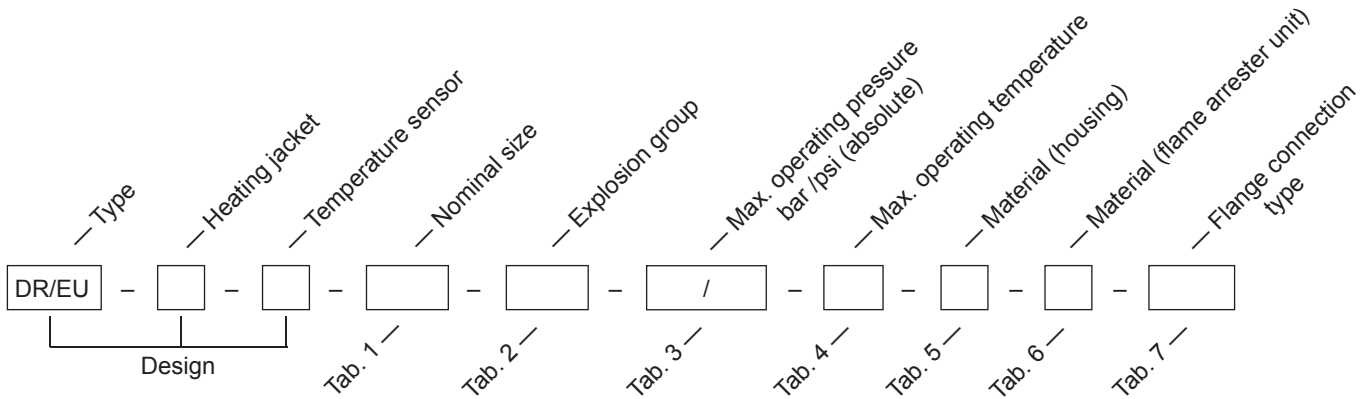 Type
Heating jacket
Temperature sensor
Nominal size
Explosion group
Max. operating pressure
bar /psi (absolute)
Max. operating temperature
Material (housing)
Material (flame arrester unit)
Flange connection
type
DR/EU – – – – – / – – – –
Design
Tab. 1
Tab. 2
Tab. 3
Tab. 4
Tab. 5
Tab. 6
Tab. 7